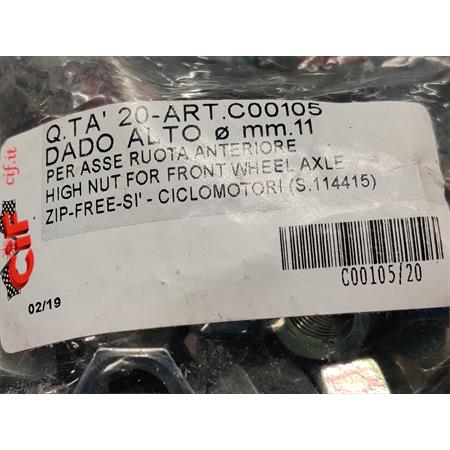 Q.TA' 20-ART.C00105
DADO ALTO ø mm.11
PER ASSE RUOTA ANTERIORE
HIGH NUT FOR FRONT WHEEL AXLE
ZIP-FREE-SI' - CICLOMOTORI (S.114415)
C00105/20
02/19
CIF
cif.it